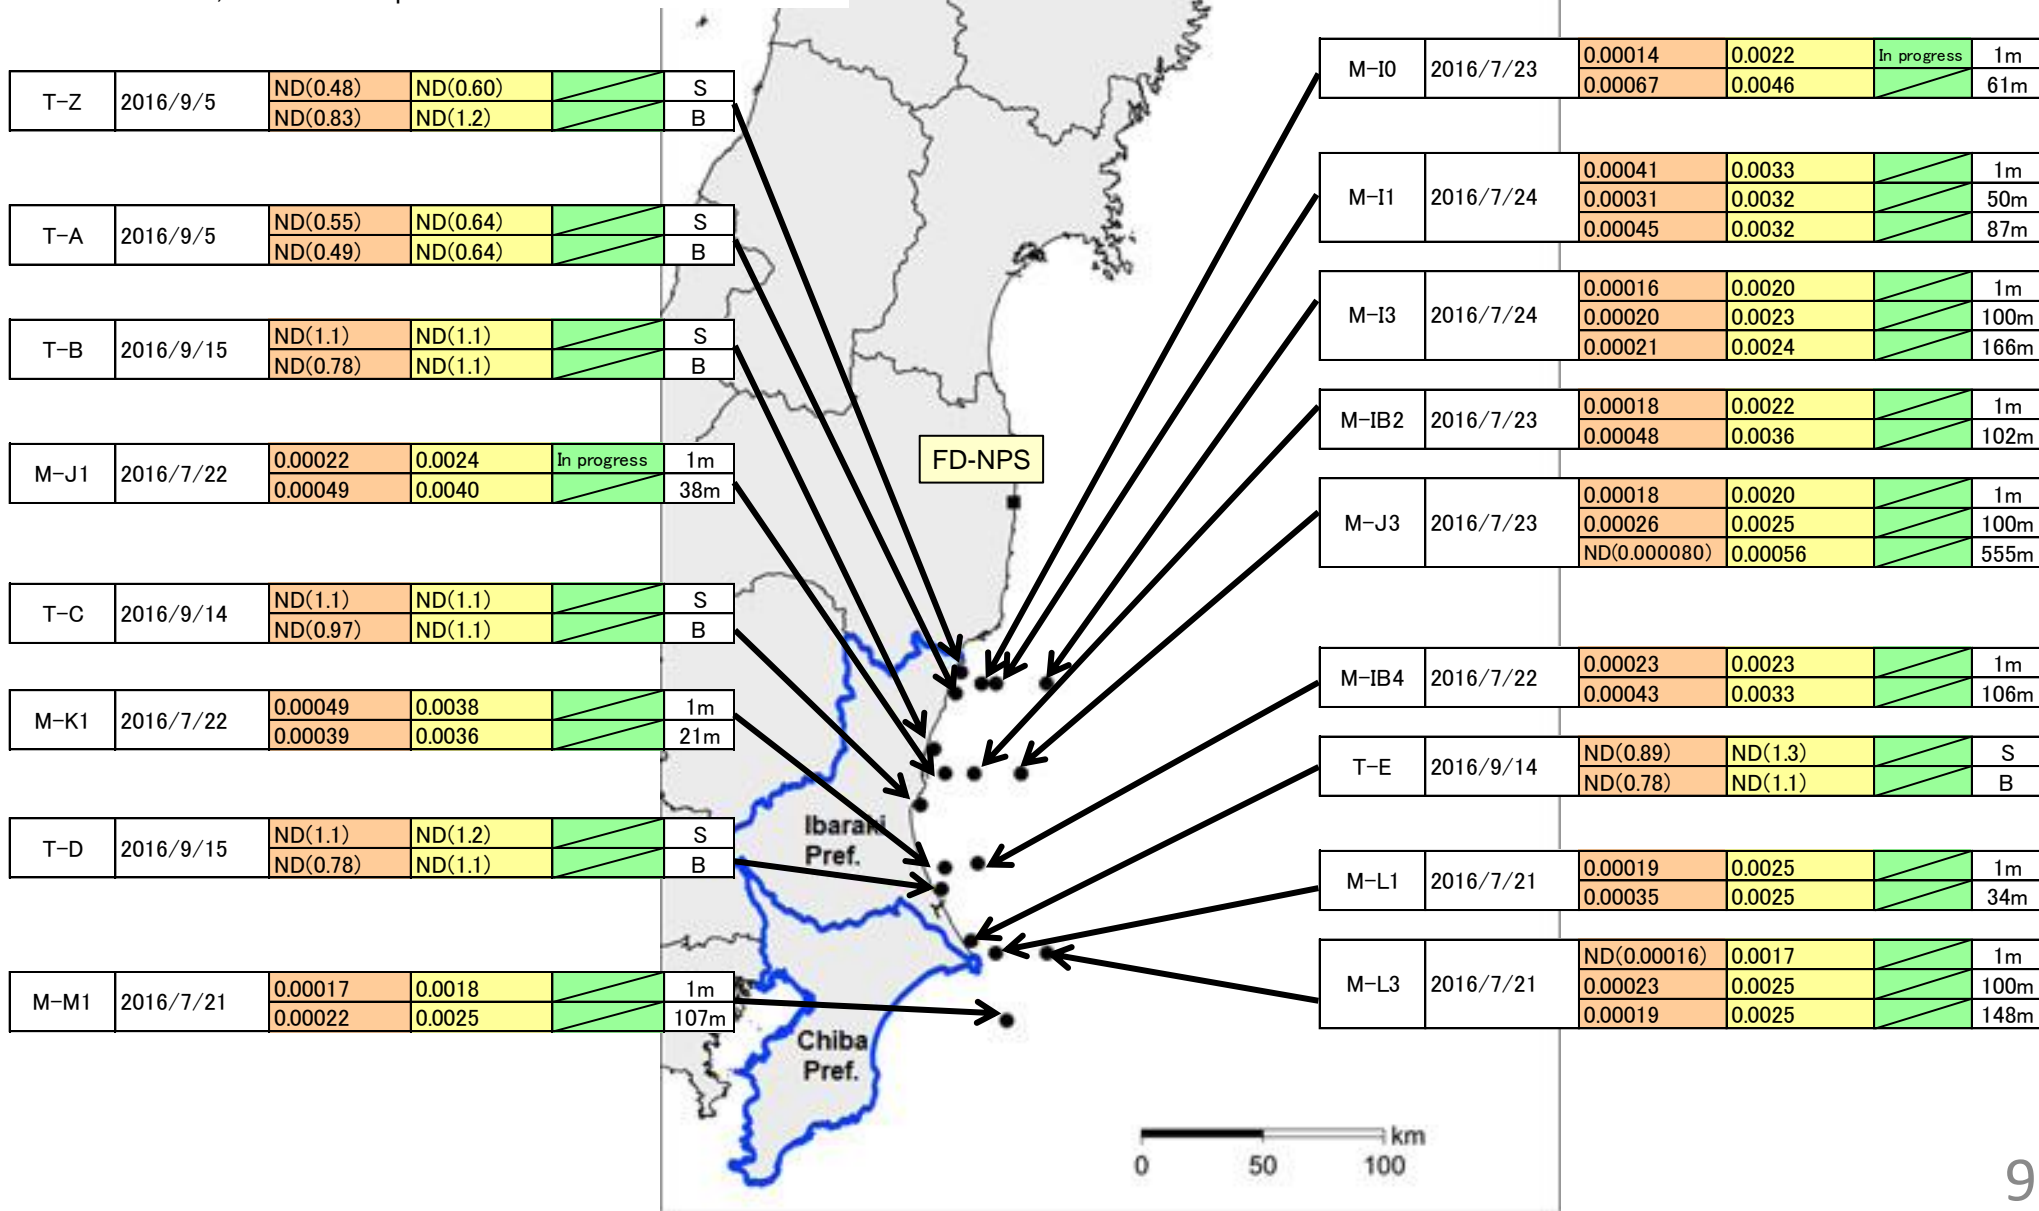 T-Z 2016/9/5 ND(0.48) ND(0.60) S
ND(0.83) ND(1.2) B
T-A 2016/9/5 ND(0.55) ND(0.64) S
ND(0.49) ND(0.64) B
T-B 2016/9/15 ND(1.1) ND(1.1) S
ND(0.78) ND(1.1) B
M-J1 2016/7/22 0.00022 0.0024 In progress 1m
0.00049 0.0040 38m
T-C 2016/9/14 ND(1.1) ND(1.1) S
ND(0.97) ND(1.1) B
M-K1 2016/7/22 0.00049 0.0038 1m
0.00039 0.0036 21m
T-D 2016/9/15 ND(1.1) ND(1.2) S
ND(0.78) ND(1.1) B
M-M1 2016/7/21 0.00017 0.0018 1m
0.00022 0.0025 107m
FD-NPS
Ibaraki
Pref.
Chiba
Pref.
km
0 50 100
M-I0 2016/7/23 0.00014 0.0022 In progress 1m
0.00067 0.0046 61m
M-I1 2016/7/24 0.00041 0.0033 1m
0.00031 0.0032 50m
0.00045 0.0032 87m
M-I3 2016/7/24 0.00016 0.0020 1m
0.00020 0.0023 100m
0.00021 0.0024 166m
M-IB2 2016/7/23 0.00018 0.0022 1m
0.00048 0.0036 102m
M-J3 2016/7/23 0.00018 0.0020 1m
0.00026 0.0025 100m
ND(0.000080) 0.00056 555m
M-IB4 2016/7/22 0.00023 0.0023 1m
0.00043 0.0033 106m
T-E 2016/9/14 ND(0.89) ND(1.3) S
ND(0.78) ND(1.1) B
M-L1 2016/7/21 0.00019 0.0025 1m
0.00035 0.0025 34m
M-L3 2016/7/21 ND(0.00016) 0.0017 1m
0.00023 0.0025 100m
0.00019 0.0025 148m
9